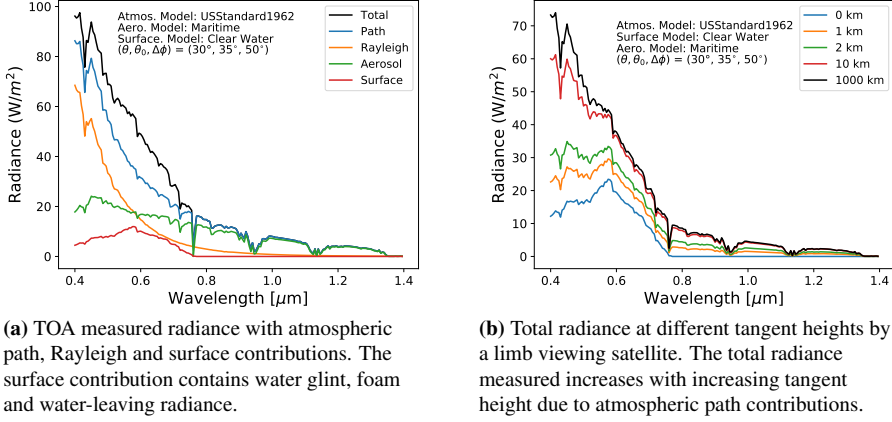 Atmos. Model: USStandard1962
Aero. Model: Maritime
Surface. Model: Clear Water
(θ, θ₀, Δϕ) = (30°, 35°, 50°)
Total
Path
Rayleigh
Aerosol
Surface
Radiance (W/m²)
100
80
60
40
20
0
0.4 0.6 0.8 1.0 1.2 1.4
Wavelength [μm]
(a) TOA measured radiance with atmospheric
path, Rayleigh and surface contributions. The
surface contribution contains water glint, foam
and water-leaving radiance.
Atmos. Model: USStandard1962
Surface Model: Clear Water
Aero. Model: Maritime
(θ, θ₀, Δϕ) = (30°, 35°, 50°)
0 km
1 km
2 km
10 km
1000 km
Radiance (W/m²)
70
60
50
40
30
20
10
0
0.4 0.6 0.8 1.0 1.2 1.4
Wavelength [μm]
(b) Total radiance at different tangent heights by
a limb viewing satellite. The total radiance
measured increases with increasing tangent
height due to atmospheric path contributions.